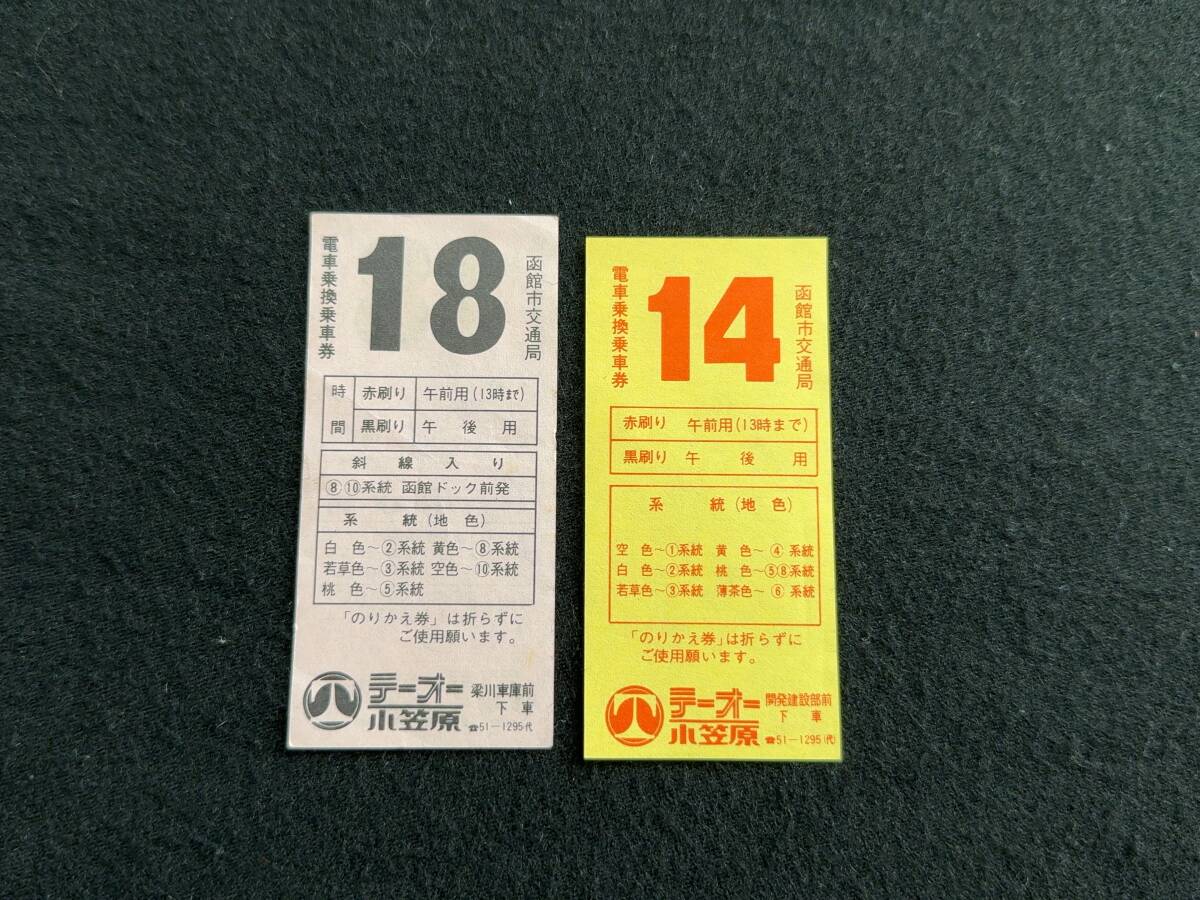 電車乗換乗車券
18
函館市交通局
時間
赤刷り 午前用(13時まで)
黒刷り 午後用
斜線入り
⑧⑩系統 函館ドック前発
系統(地色)
白色~②系統 黄色~⑧系統
若草色~③系統 空色~⑩系統
桃色~⑤系統
「のりかえ券」は折らずに
ご使用願います。
テーオー
小笠原
梁川車庫前
下車
☎51-1295代
電車乗換乗車券
14
函館市交通局
赤刷り 午前用(13時まで)
黒刷り 午後用
系統(地色)
空色~①系統 黄色~④系統
白色~②系統 桃色~⑤⑧系統
若草色~③系統 薄茶色~⑥系統
「のりかえ券」は折らずに
ご使用願います。
テーオー
小笠原
開発建設部前
下車
☎51-1295(代)